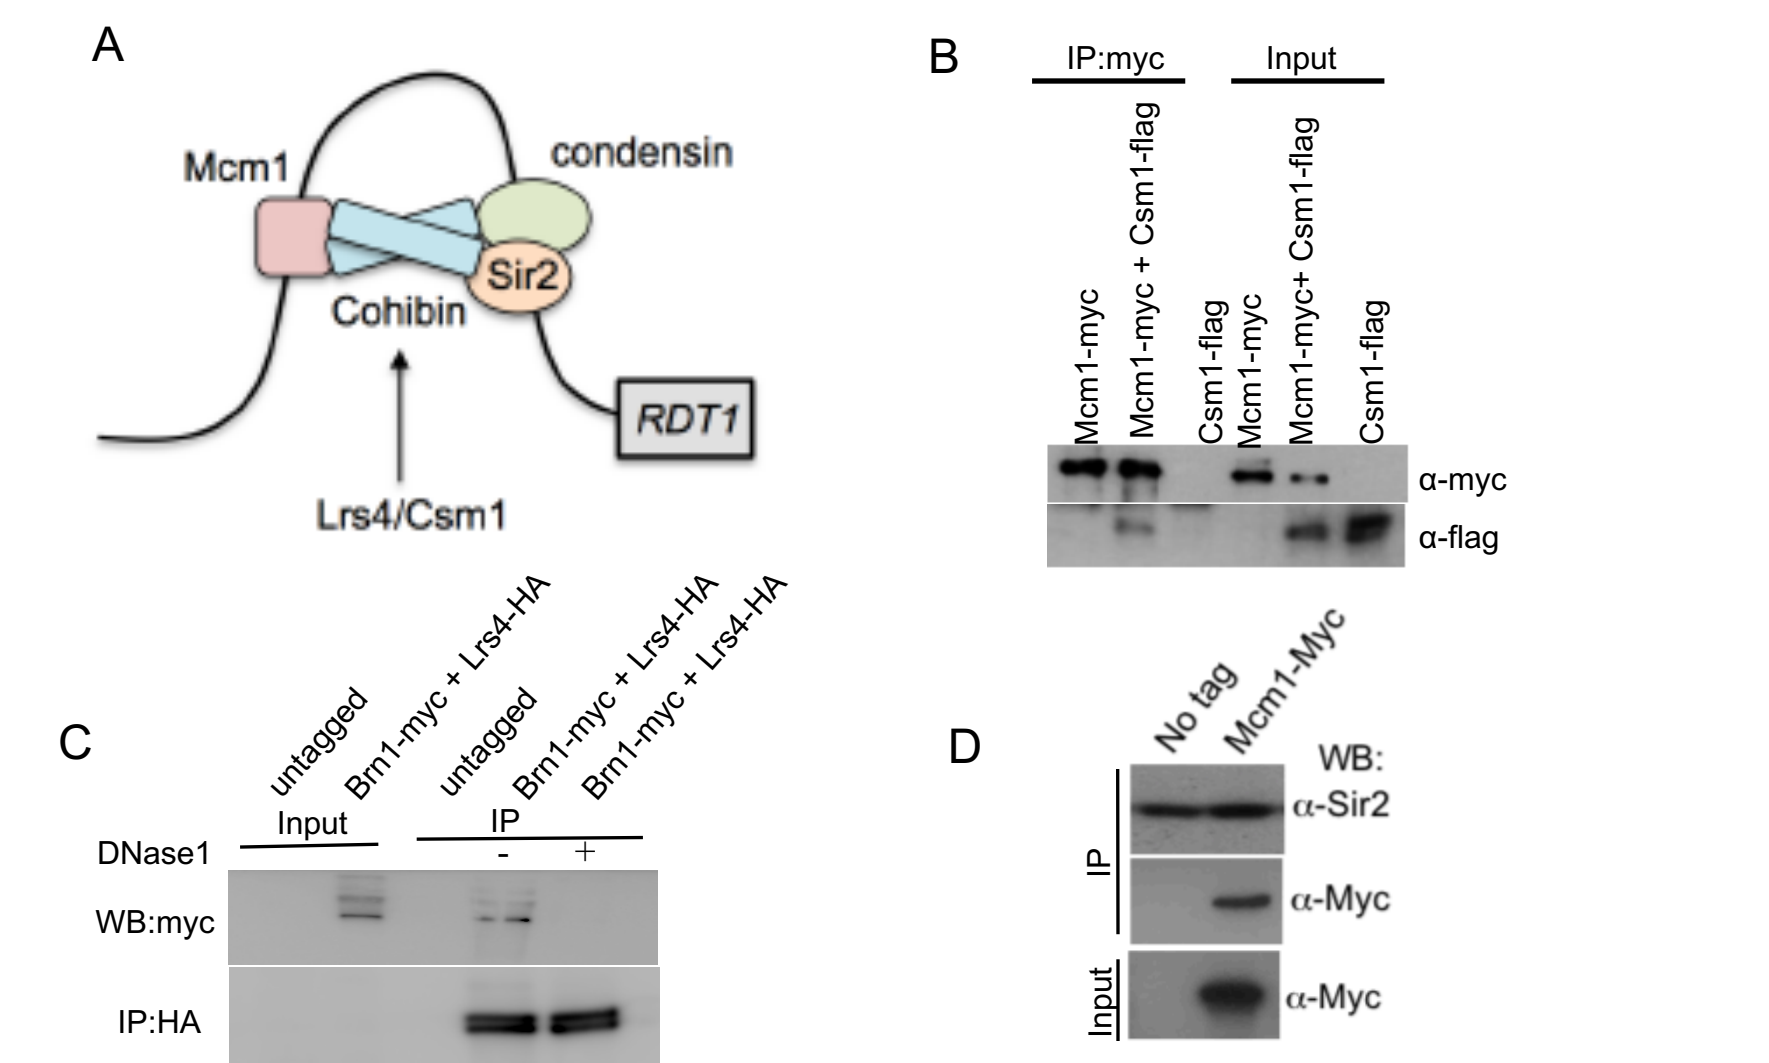 A
Mcm1
condensin
Sir2
Cohibin
RDT1
Lrs4/Csm1
B
IP:myc
Input
Mcm1-myc
Mcm1-myc + Csm1-flag
Csm1-flag
Mcm1-myc
Mcm1-myc+ Csm1-flag
Csm1-flag
α-myc
α-flag
C
untagged
Brn1-myc + Lrs4-HA
untagged
Brn1-myc + Lrs4-HA
Brn1-myc + Lrs4-HA
Input
IP
DNase1
- +
WB:myc
IP:HA
D
No tag
Mcm1-Myc
WB:
IP
α-Sir2
α-Myc
Input
α-Myc